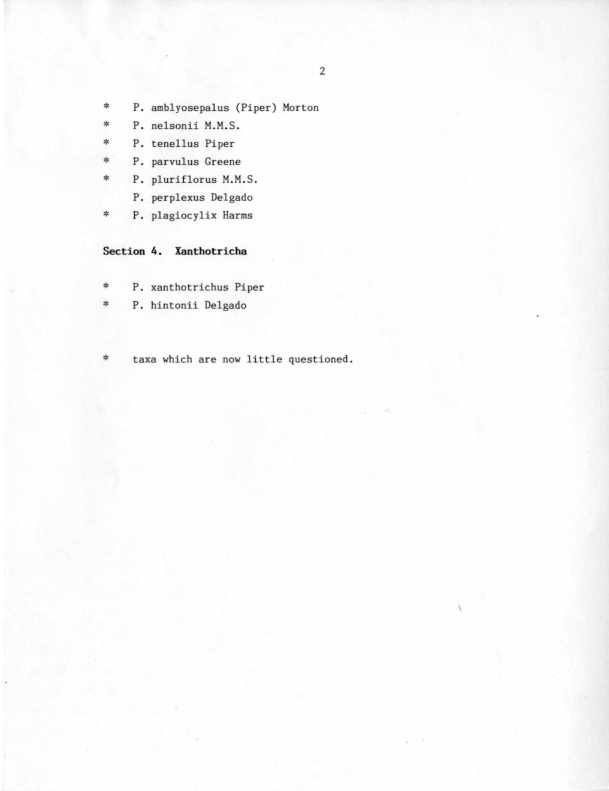 2
* P. amblyosepalus (Piper) Morton
* P. nelsonii M.M.S.
* P. tenellus Piper
* P. parvulus Greene
* P. pluriflorus M.M.S.
P. perplexus Delgado
* P. plagiocylix Harms
Section 4. Xanthotricha
* P. xanthotrichus Piper
* P. hintonii Delgado
* taxa which are now little questioned.